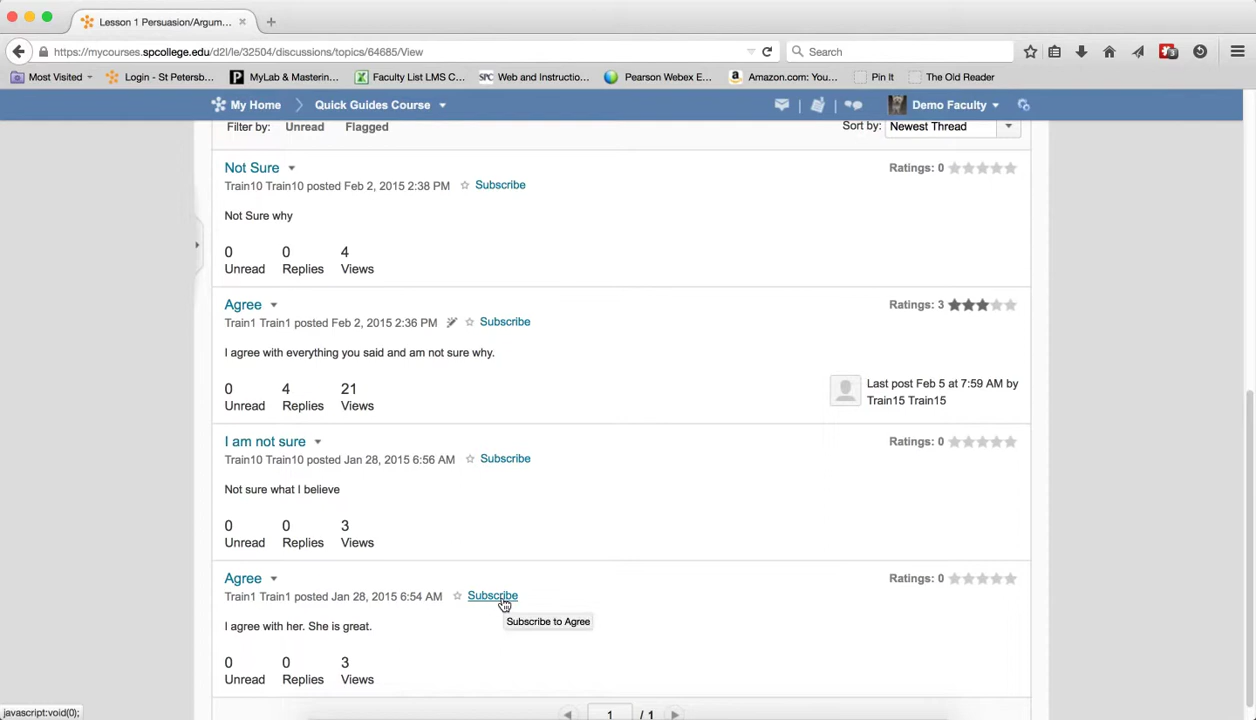 Lesson 1 Persuasion/Argum...
https://mycourses.spcollege.edu/d2l/le/32504/discussions/topics/64685/View
Search
Most Visited
Login - St Petersb...
MyLab & Mastering...
Faculty List LMS C...
SPC Web and Instructio...
Pearson Webex E...
Amazon.com: You...
Pin It
The Old Reader
My Home
Quick Guides Course
Demo Faculty
Filter by: Unread Flagged
Sort by: Newest Thread
Not Sure
Ratings: 0
Train10 Train10 posted Feb 2, 2015 2:38 PM Subscribe
Not Sure why
0 0 4
Unread Replies Views
Agree
Ratings: 3
Train1 Train1 posted Feb 2, 2015 2:36 PM Subscribe
I agree with everything you said and am not sure why.
0 4 21
Unread Replies Views
Last post Feb 5 at 7:59 AM by
Train15 Train15
I am not sure
Ratings: 0
Train10 Train10 posted Jan 28, 2015 6:56 AM Subscribe
Not sure what I believe
0 0 3
Unread Replies Views
Agree
Ratings: 0
Train1 Train1 posted Jan 28, 2015 6:54 AM Subscribe
Subscribe to Agree
I agree with her. She is great.
0 0 3
Unread Replies Views
1 / 1
javascript:void(0);